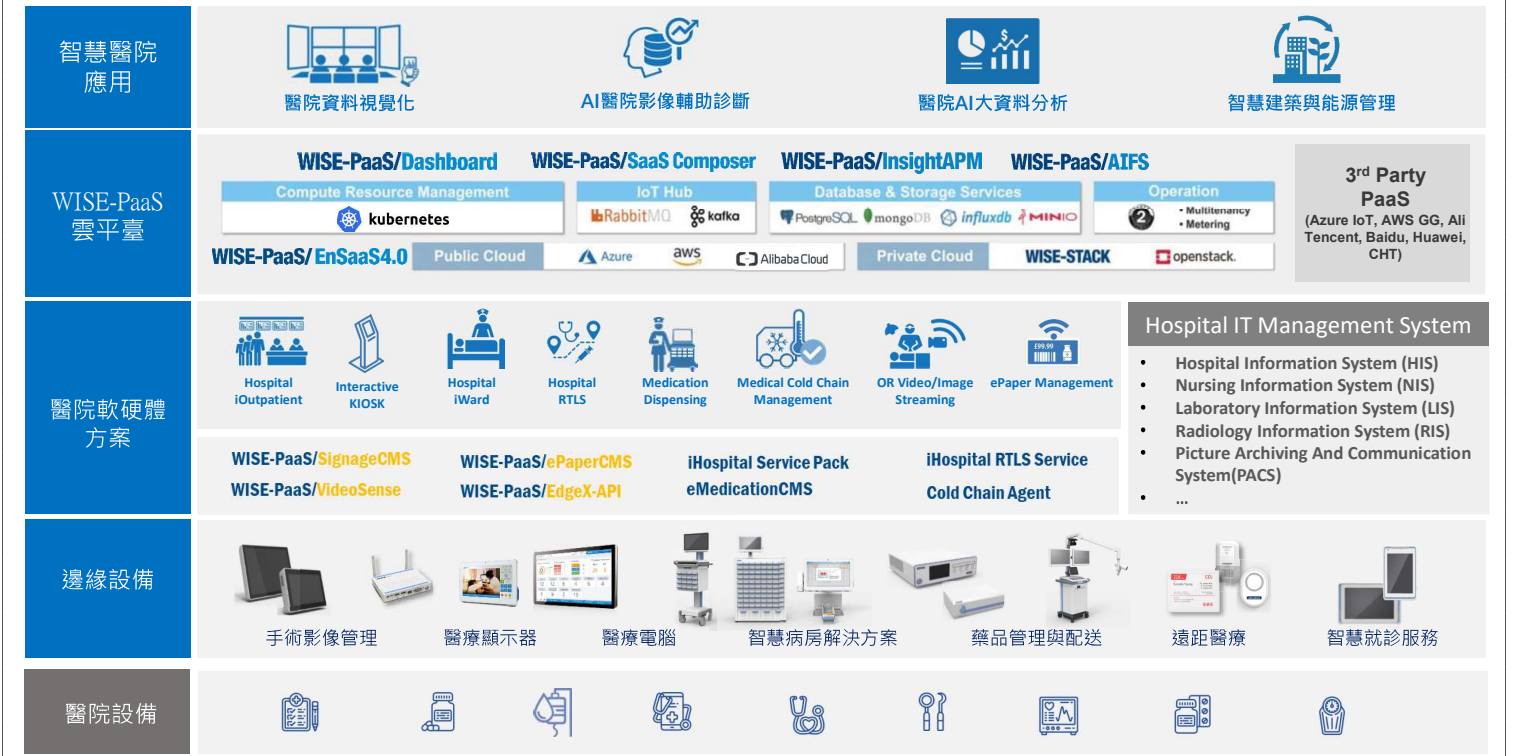 智慧醫院
應用
醫院資料視覺化
AI醫院影像輔助診斷
醫院AI大資料分析
智慧建築與能源管理
WISE-PaaS
雲平臺
WISE-PaaS/Dashboard
WISE-PaaS/SaaS Composer
WISE-PaaS/InsightAPM
WISE-PaaS/AIFS
Compute Resource Management
kubernetes
IoT Hub
RabbitMQ
kafka
Database & Storage Services
PostgreSQL
mongoDB
influxdb
MINIO
Operation
2
• Multitenancy
• Metering
WISE-PaaS/EnSaaS4.0
Public Cloud
Azure
aws
Alibaba Cloud
Private Cloud
WISE-STACK
openstack.
3rd Party
PaaS
(Azure IoT, AWS GG, Ali
Tencent, Baidu, Huawei,
CHT)
醫院軟硬體
方案
Hospital
iOutpatient
Interactive
KIOSK
Hospital
iWard
Hospital
RTLS
Medication
Dispensing
Medical Cold Chain
Management
OR Video/Image
Streaming
£99.99
ePaper Management
WISE-PaaS/SignageCMS
WISE-PaaS/ePaperCMS
iHospital Service Pack
iHospital RTLS Service
WISE-PaaS/VideoSense
WISE-PaaS/EdgeX-API
eMedicationCMS
Cold Chain Agent
Hospital IT Management System
• Hospital Information System (HIS)
• Nursing Information System (NIS)
• Laboratory Information System (LIS)
• Radiology Information System (RIS)
• Picture Archiving And Communication
System(PACS)
• ...
邊緣設備
手術影像管理
醫療顯示器
醫療電腦
智慧病房解決方案
藥品管理與配送
遠距醫療
智慧就診服務
醫院設備